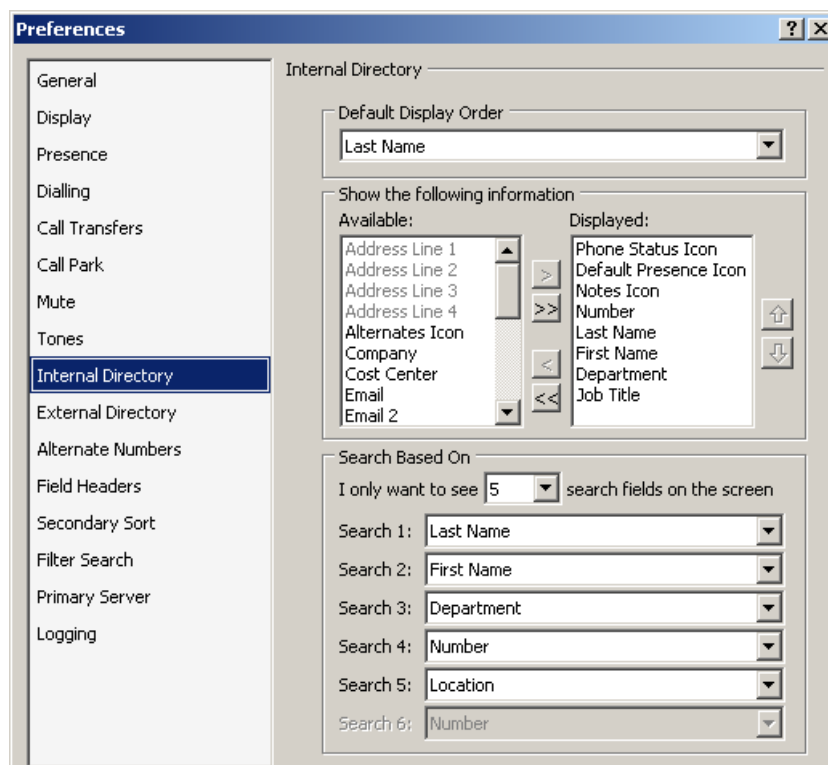 Preferences
General
Display
Presence
Dialling
Call Transfers
Call Park
Mute
Tones
Internal Directory
External Directory
Alternate Numbers
Field Headers
Secondary Sort
Filter Search
Primary Server
Logging
Internal Directory
Default Display Order
Last Name
Show the following information
Available:
Address Line 1
Address Line 2
Address Line 3
Address Line 4
Alternates Icon
Company
Cost Center
Email
Email 2
>
>>
<
<<
Displayed:
Phone Status Icon
Default Presence Icon
Notes Icon
Number
Last Name
First Name
Department
Job Title
Search Based On
I only want to see 5 search fields on the screen
Search 1: Last Name
Search 2: First Name
Search 3: Department
Search 4: Number
Search 5: Location
Search 6: Number